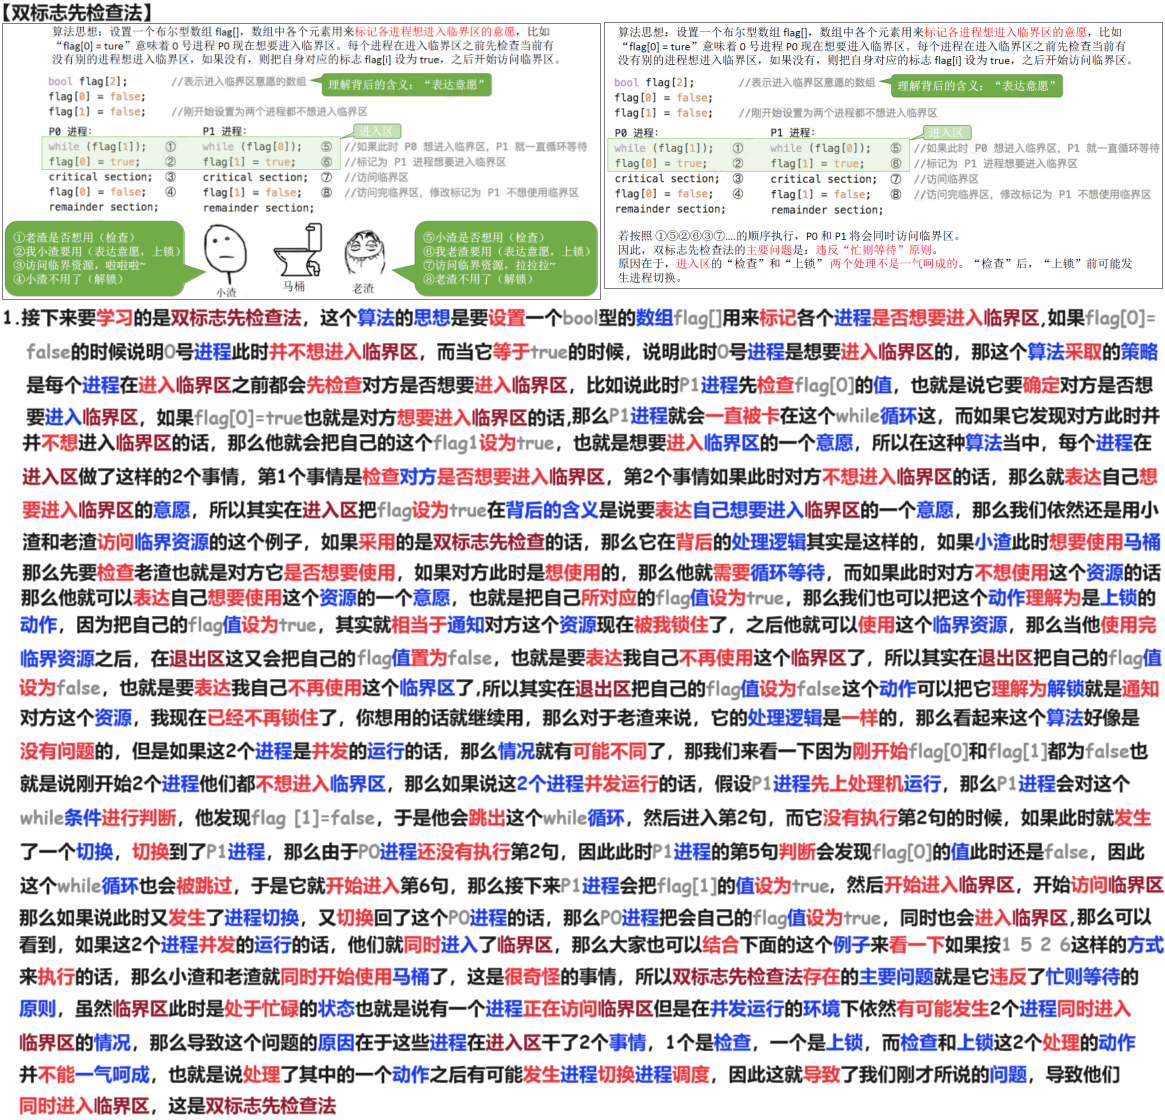 【双标志先检查法】
算法思想：设置一个布尔型数组 flag[]，数组中各个元素用来标记各进程想进入临界区的意愿，比如
“flag[0] = ture”意味着 0 号进程 P0 现在想要进入临界区。每个进程在进入临界区之前先检查当前有
没有别的进程想进入临界区，如果没有，则把自身对应的标志 flag[i] 设为 true，之后开始访问临界区。
bool flag[2]; //表示进入临界区意愿的数组
理解背后的含义：“表达意愿”
flag[0] = false;
flag[1] = false; //刚开始设置为两个进程都不想进入临界区
P0 进程: P1 进程: 进入区
while (flag[1]); ① while (flag[0]); ⑤ //如果此时 P0 想进入临界区，P1 就一直循环等待
flag[0] = true; ② flag[1] = true; ⑥ //标记为 P1 进程想要进入临界区
critical section; ③ critical section; ⑦ //访问临界区
flag[0] = false; ④ flag[1] = false; ⑧ //访问完临界区，修改标记为 P1 不想使用临界区
remainder section; remainder section;
①老渣是否想用（检查）
②我小渣要用（表达意愿，上锁）
③访问临界资源，啦啦啦~
④小渣不用了（解锁）
小渣
马桶
老渣
⑤小渣是否想用（检查）
⑥我老渣要用（表达意愿，上锁）
⑦访问临界资源，拉拉拉~
⑧老渣不用了（解锁）
算法思想：设置一个布尔型数组 flag[]，数组中各个元素用来标记各进程想进入临界区的意愿，比如
“flag[0] = ture”意味着 0 号进程 P0 现在想要进入临界区。每个进程在进入临界区之前先检查当前有
没有别的进程想进入临界区，如果没有，则把自身对应的标志 flag[i] 设为 true，之后开始访问临界区。
bool flag[2]; //表示进入临界区意愿的数组
理解背后的含义：“表达意愿”
flag[0] = false;
flag[1] = false; //刚开始设置为两个进程都不想进入临界区
P0 进程: P1 进程: 进入区
while (flag[1]); ① while (flag[0]); ⑤ //如果此时 P0 想进入临界区，P1 就一直循环等待
flag[0] = true; ② flag[1] = true; ⑥ //标记为 P1 进程想要进入临界区
critical section; ③ critical section; ⑦ //访问临界区
flag[0] = false; ④ flag[1] = false; ⑧ //访问完临界区，修改标记为 P1 不想使用临界区
remainder section; remainder section;
若按照 ①⑤②⑥③⑦....的顺序执行，P0 和 P1 将会同时访问临界区。
因此，双标志先检查法的主要问题是：违反“忙则等待”原则。
原因在于，进入区的“检查”和“上锁” 两个处理不是一气呵成的。“检查”后，“上锁”前可能发
生进程切换。
1.接下来要学习的是双标志先检查法，这个算法的思想是要设置一个bool型的数组flag[]用来标记各个进程是否想要进入临界区,如果flag[0]=
false的时候说明0号进程此时并不想进入临界区，而当它等于true的时候，说明此时0号进程是想要进入临界区的，那这个算法采取的策略
是每个进程在进入临界区之前都会先检查对方是否想要进入临界区，比如说此时P1进程先检查flag[0]的值，也就是说它要确定对方是否想
要进入临界区，如果flag[0]=true也就是对方想要进入临界区的话,那么P1进程就会一直被卡在这个while循环这，而如果它发现对方此时并
并不想进入临界区的话，那么他就会把自己的这个flag1设为true，也就是想要进入临界区的一个意愿，所以在这种算法当中，每个进程在
进入区做了这样的2个事情，第1个事情是检查对方是否想要进入临界区，第2个事情如果此时对方不想进入临界区的话，那么就表达自己想
要进入临界区的意愿，所以其实在进入区把flag设为true在背后的含义是说要表达自己想要进入临界区的一个意愿，那么我们依然还是用小
渣和老渣访问临界资源的这个例子，如果采用的是双标志先检查的话，那么它在背后的处理逻辑其实是这样的，如果小渣此时想要使用马桶
那么先要检查老渣也就是对方它是否想要使用，如果对方此时是想使用的，那么他就需要循环等待，而如果此时对方不想使用这个资源的话
那么他就可以表达自己想要使用这个资源的一个意愿，也就是把自己所对应的flag值设为true，那么我们也可以把这个动作理解为是上锁的
动作，因为把自己的flag值设为true，其实就相当于通知对方这个资源现在被我锁住了，之后他就可以使用这个临界资源，那么当他使用完
临界资源之后，在退出区这又会把自己的flag值置为false，也就是要表达我自己不再使用这个临界区了，所以其实在退出区把自己的flag值
设为false，也就是要表达我自己不再使用这个临界区了,所以其实在退出区把自己的flag值设为false这个动作可以把它理解为解锁就是通知
对方这个资源，我现在已经不再锁住了，你想用的话就继续用，那么对于老渣来说，它的处理逻辑是一样的，那么看起来这个算法好像是
没有问题的，但是如果这2个进程是并发的运行的话，那么情况就有可能不同了，那我们来看一下因为刚开始flag[0]和flag[1]都为false也
就是说刚开始2个进程他们都不想进入临界区，那么如果说这2个进程并发运行的话，假设P1进程先上处理机运行，那么P1进程会对这个
while条件进行判断，他发现flag [1]=false，于是他会跳出这个while循环，然后进入第2句，而它没有执行第2句的时候，如果此时就发生
了一个切换，切换到了P1进程，那么由于P0进程还没有执行第2句，因此此时P1进程的第5句判断会发现flag[0]的值此时还是false，因此
这个while循环也会被跳过，于是它就开始进入第6句，那么接下来P1进程会把flag[1]的值设为true，然后开始进入临界区，开始访问临界区
那么如果说此时又发生了进程切换，又切换回了这个P0进程的话，那么P0进程把会自己的flag值设为true，同时也会进入临界区,那么可以
看到，如果这2个进程并发的运行的话，他们就同时进入了临界区，那么大家也可以结合下面的这个例子来看一下如果按1 5 2 6这样的方式
来执行的话，那么小渣和老渣就同时开始使用马桶了，这是很奇怪的事情，所以双标志先检查法存在的主要问题就是它违反了忙则等待的
原则，虽然临界区此时是处于忙碌的状态也就是说有一个进程正在访问临界区但是在并发运行的环境下依然有可能发生2个进程同时进入
临界区的情况，那么导致这个问题的原因在于这些进程在进入区干了2个事情，1个是检查，一个是上锁，而检查和上锁这2个处理的动作
并不能一气呵成，也就是说处理了其中的一个动作之后有可能发生进程切换进程调度，因此这就导致了我们刚才所说的问题，导致他们
同时进入临界区，这是双标志先检查法